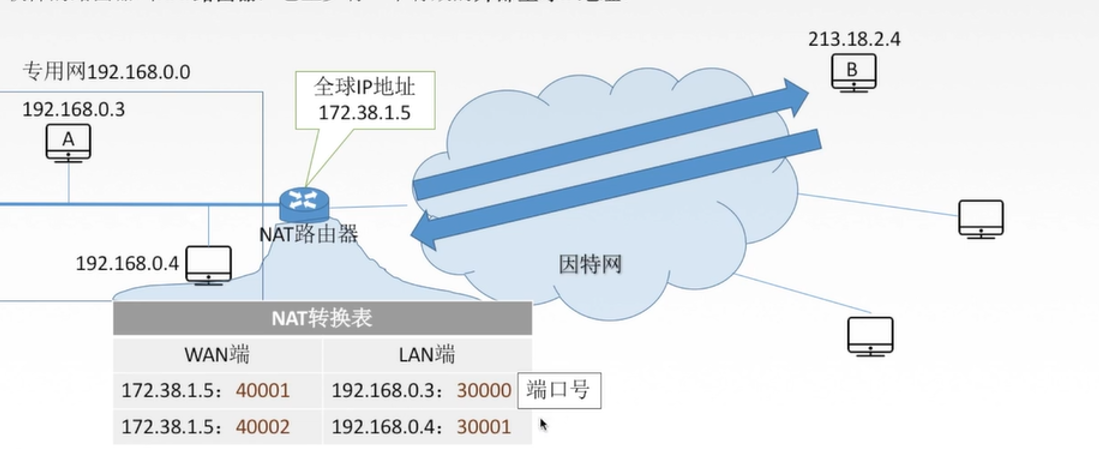 213.18.2.4
B
专用网192.168.0.0
192.168.0.3
A
全球IP地址
172.38.1.5
NAT路由器
192.168.0.4
因特网
NAT转换表
WAN端 LAN端
172.38.1.5：40001 192.168.0.3：30000 端口号
172.38.1.5：40002 192.168.0.4：30001